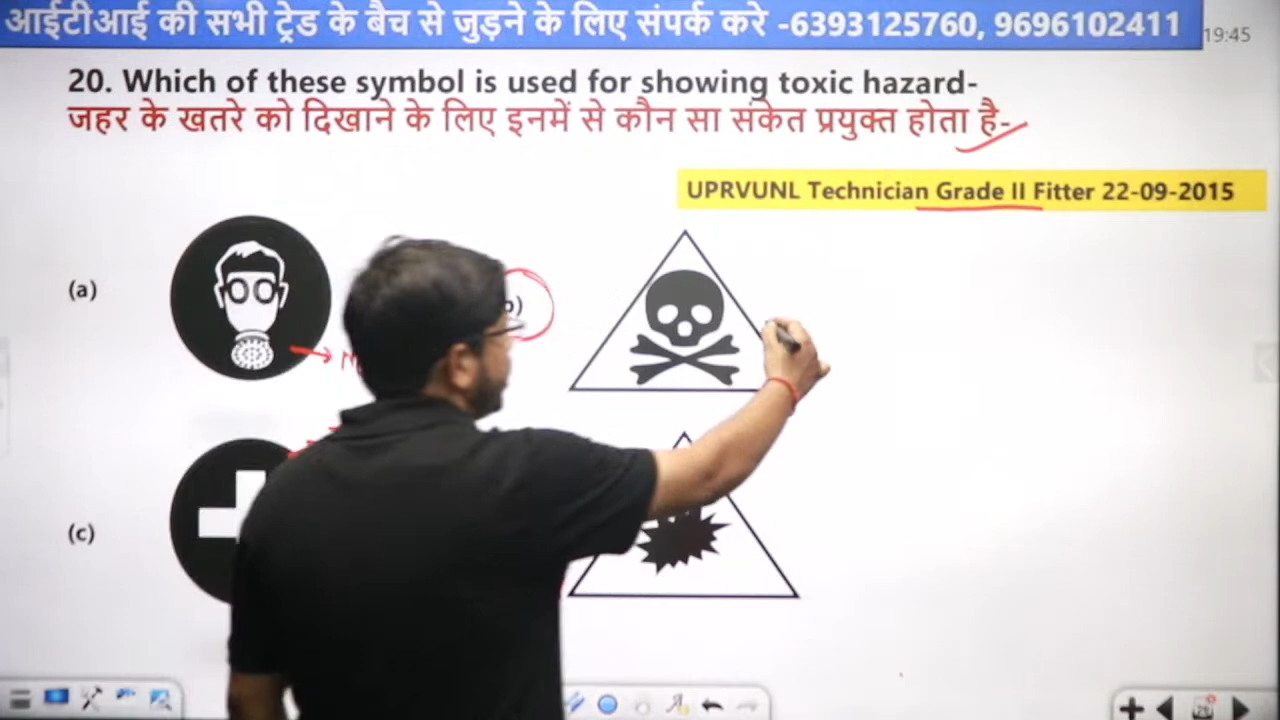 आईटीआई की सभी ट्रेड के बैच से जुड़ने के लिए संपर्क करे -6393125760, 9696102411
19:45
20. Which of these symbol is used for showing toxic hazard-
जहर के खतरे को दिखाने के लिए इनमें से कौन सा संकेत प्रयुक्त होता है-
UPRVUNL Technician Grade II Fitter 22-09-2015
(a)
(c)